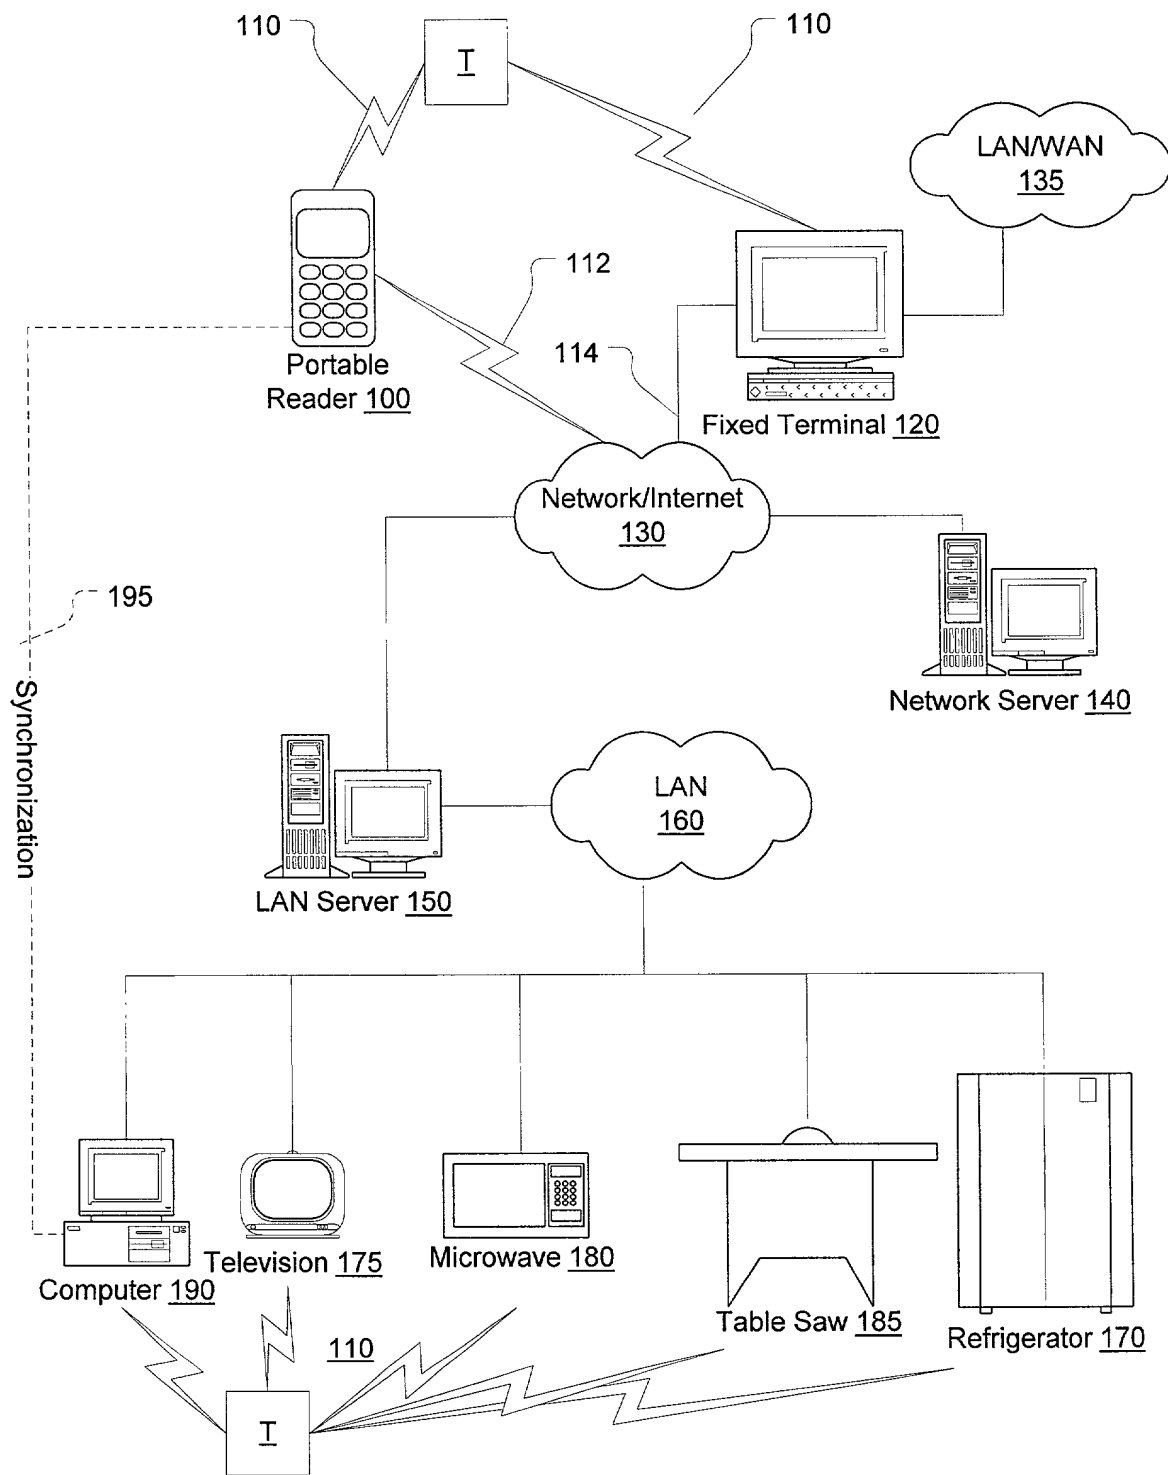 110
T
110
LAN/WAN
135
112
114
Portable
Reader 100
Fixed Terminal 120
Network/Internet
130
195
Synchronization
Network Server 140
LAN
160
LAN Server 150
Computer 190
Television 175
Microwave 180
Table Saw 185
Refrigerator 170
110
T